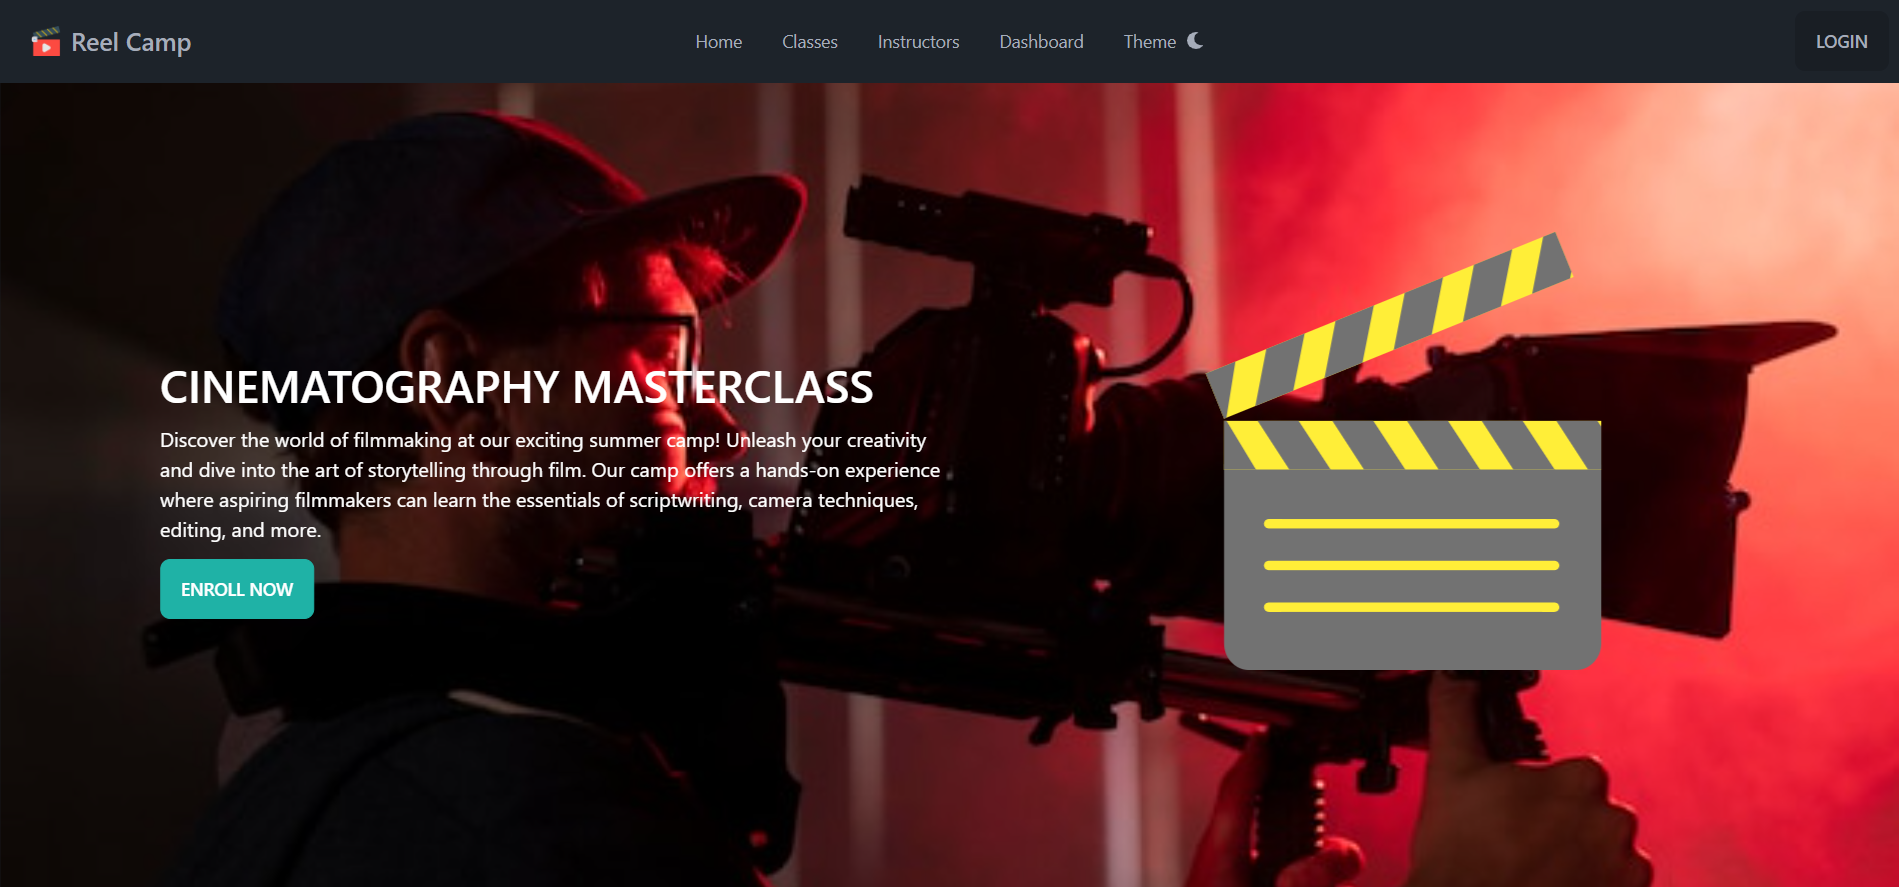 Reel Camp
Home
Classes
Instructors
Dashboard
Theme
LOGIN
CINEMATOGRAPHY MASTERCLASS
Discover the world of filmmaking at our exciting summer camp! Unleash your creativity
and dive into the art of storytelling through film. Our camp offers a hands-on experience
where aspiring filmmakers can learn the essentials of scriptwriting, camera techniques,
editing, and more.
ENROLL NOW